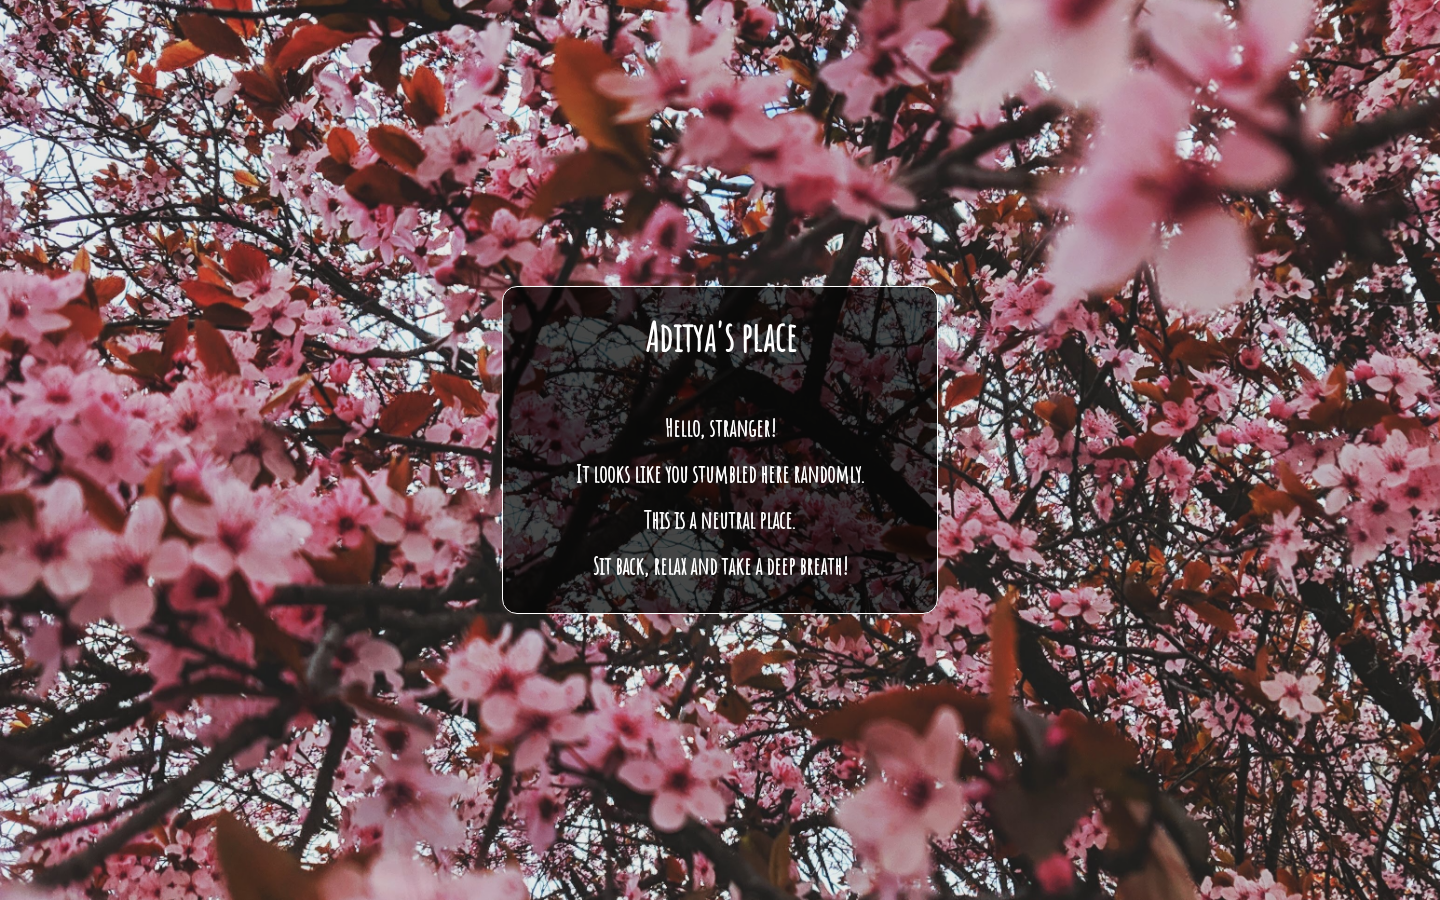 Aditya's place
Hello, stranger!
It looks like you stumbled here randomly.
This is a neutral place.
Sit back, relax and take a deep breath!